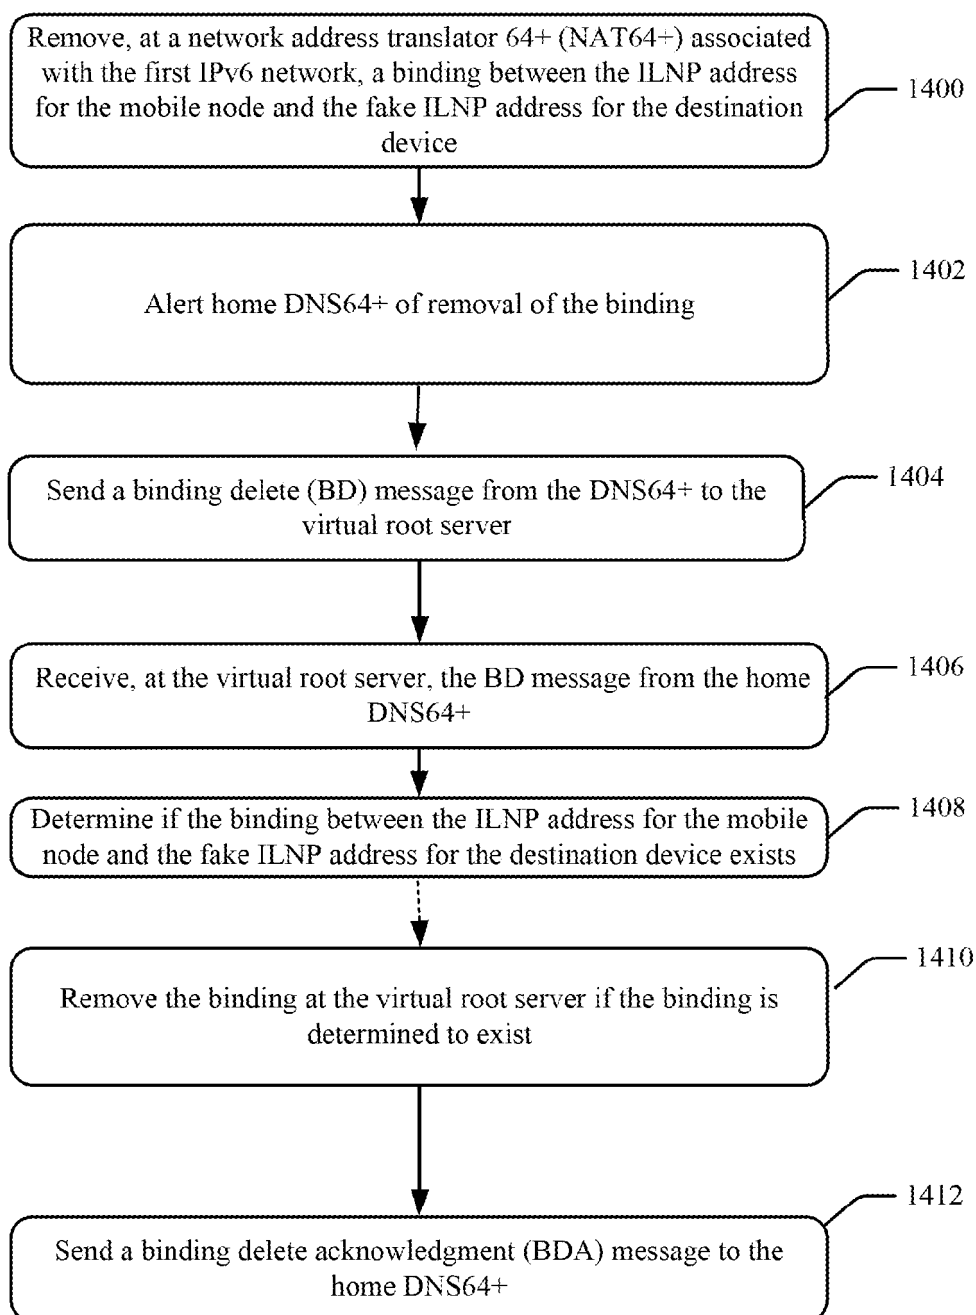 Remove, at a network address translator 64+ (NAT64+) associated
with the first IPv6 network, a binding between the ILNP address
for the mobile node and the fake ILNP address for the destination
device
1400
Alert home DNS64+ of removal of the binding
1402
Send a binding delete (BD) message from the DNS64+ to the
virtual root server
1404
Receive, at the virtual root server, the BD message from the home
DNS64+
1406
Determine if the binding between the ILNP address for the mobile
node and the fake ILNP address for the destination device exists
1408
Remove the binding at the virtual root server if the binding is
determined to exist
1410
Send a binding delete acknowledgment (BDA) message to the
home DNS64+
1412